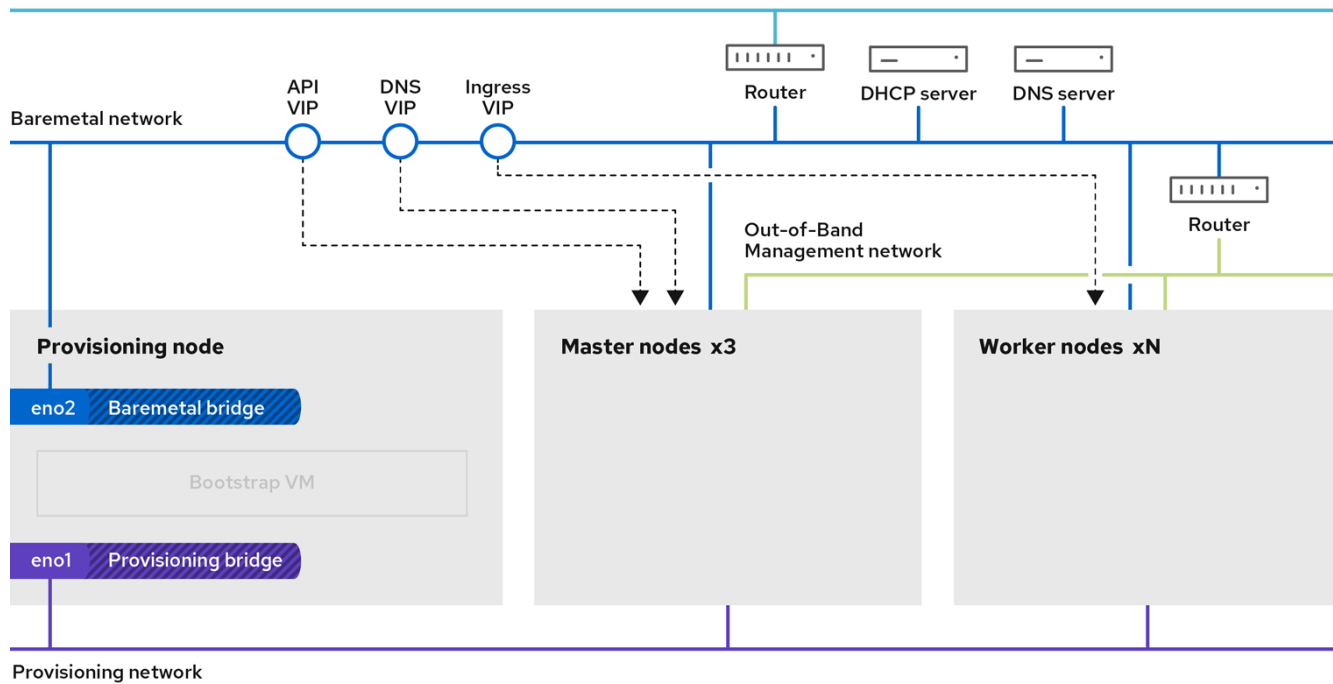 API
VIP
DNS
VIP
Ingress
VIP
Router
DHCP server
DNS server
Baremetal network
Router
Out-of-Band
Management network
Provisioning node
Master nodes x3
Worker nodes xN
eno2
Baremetal bridge
Bootstrap VM
eno1
Provisioning bridge
Provisioning network